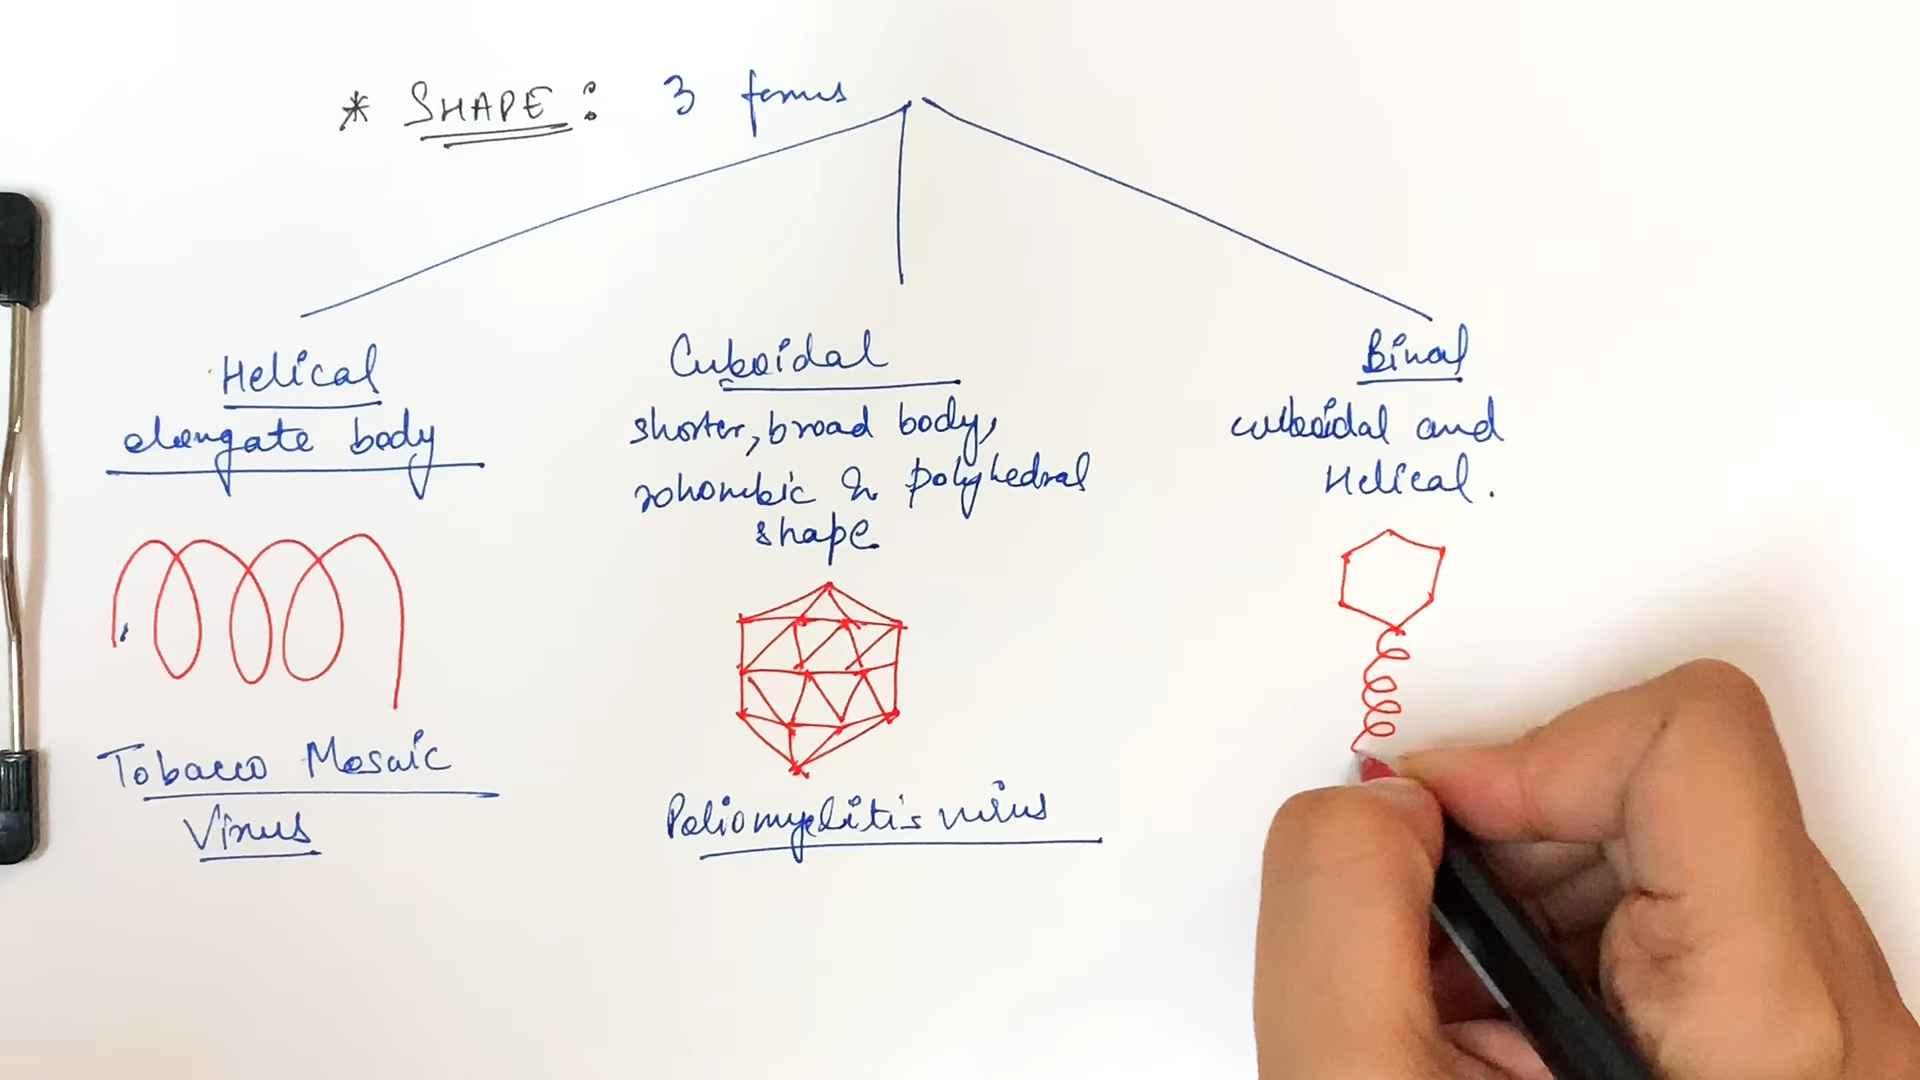 * SHAPE: 3 forms
Helical
elongate body
Tobacco Mosaic
Virus
Cuboidal
shorter, broad body,
rhombic & polyhedral
shape
Poliomyelitis virus
Binal
cuboidal and
Helical.